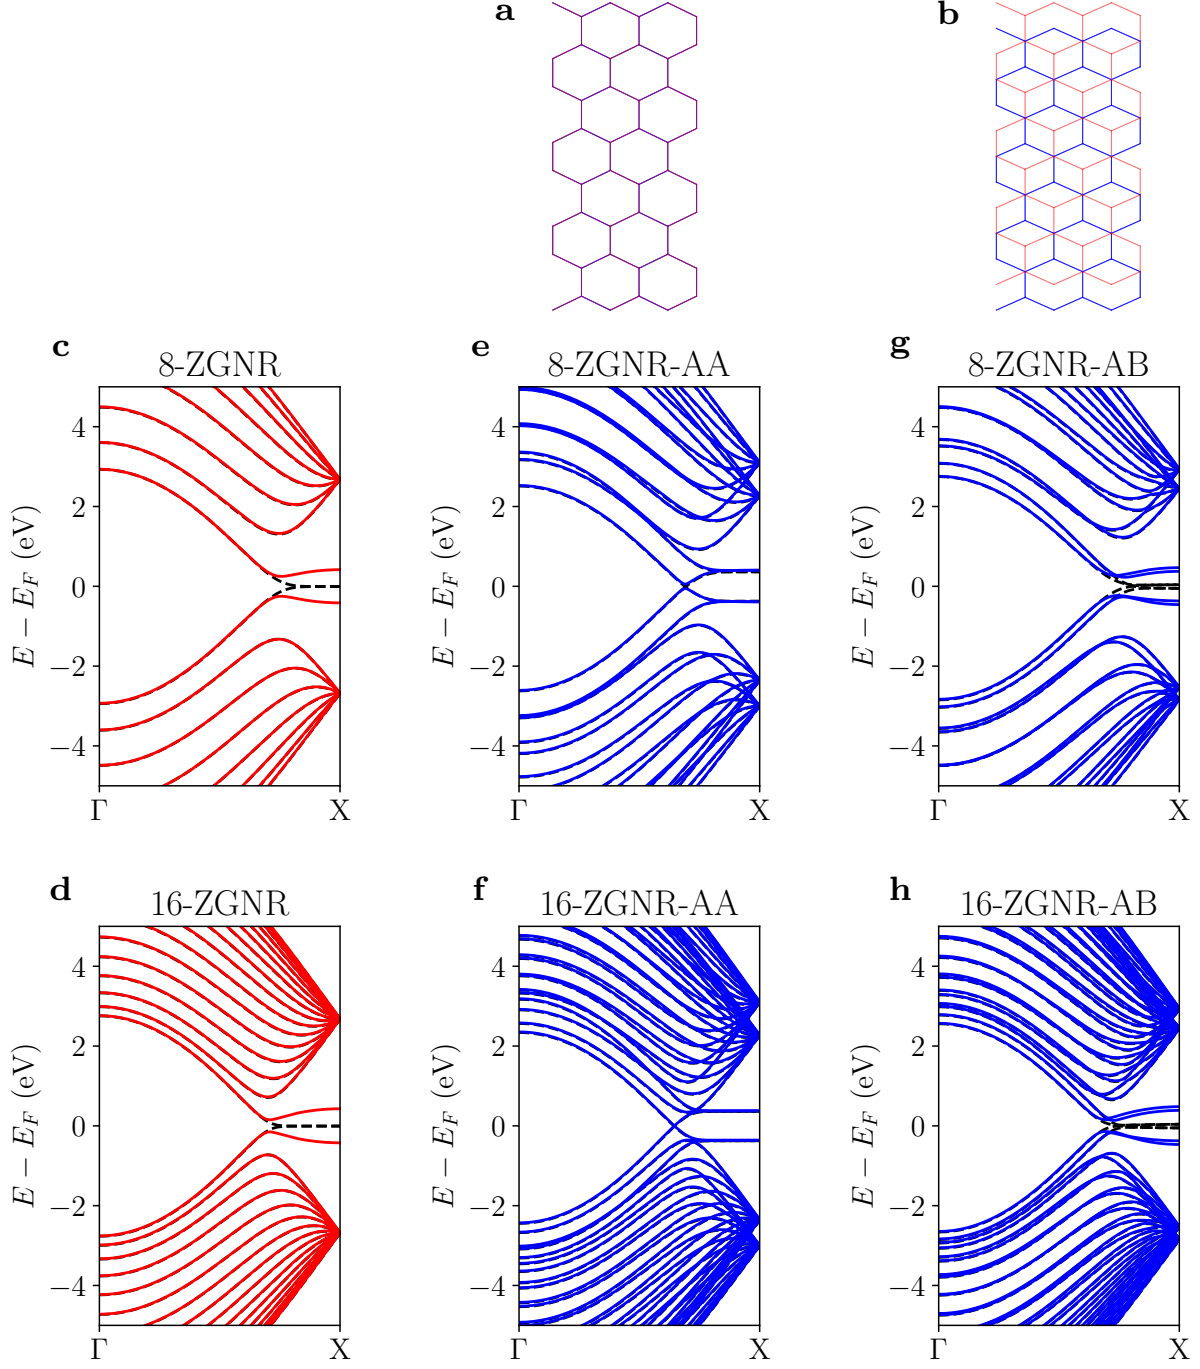 a
b
c
8-ZGNR
E − E_F (eV)
4
2
0
−2
−4
Γ
X
e
8-ZGNR-AA
E − E_F (eV)
4
2
0
−2
−4
Γ
X
g
8-ZGNR-AB
E − E_F (eV)
4
2
0
−2
−4
Γ
X
d
16-ZGNR
E − E_F (eV)
4
2
0
−2
−4
Γ
X
f
16-ZGNR-AA
E − E_F (eV)
4
2
0
−2
−4
Γ
X
h
16-ZGNR-AB
E − E_F (eV)
4
2
0
−2
−4
Γ
X